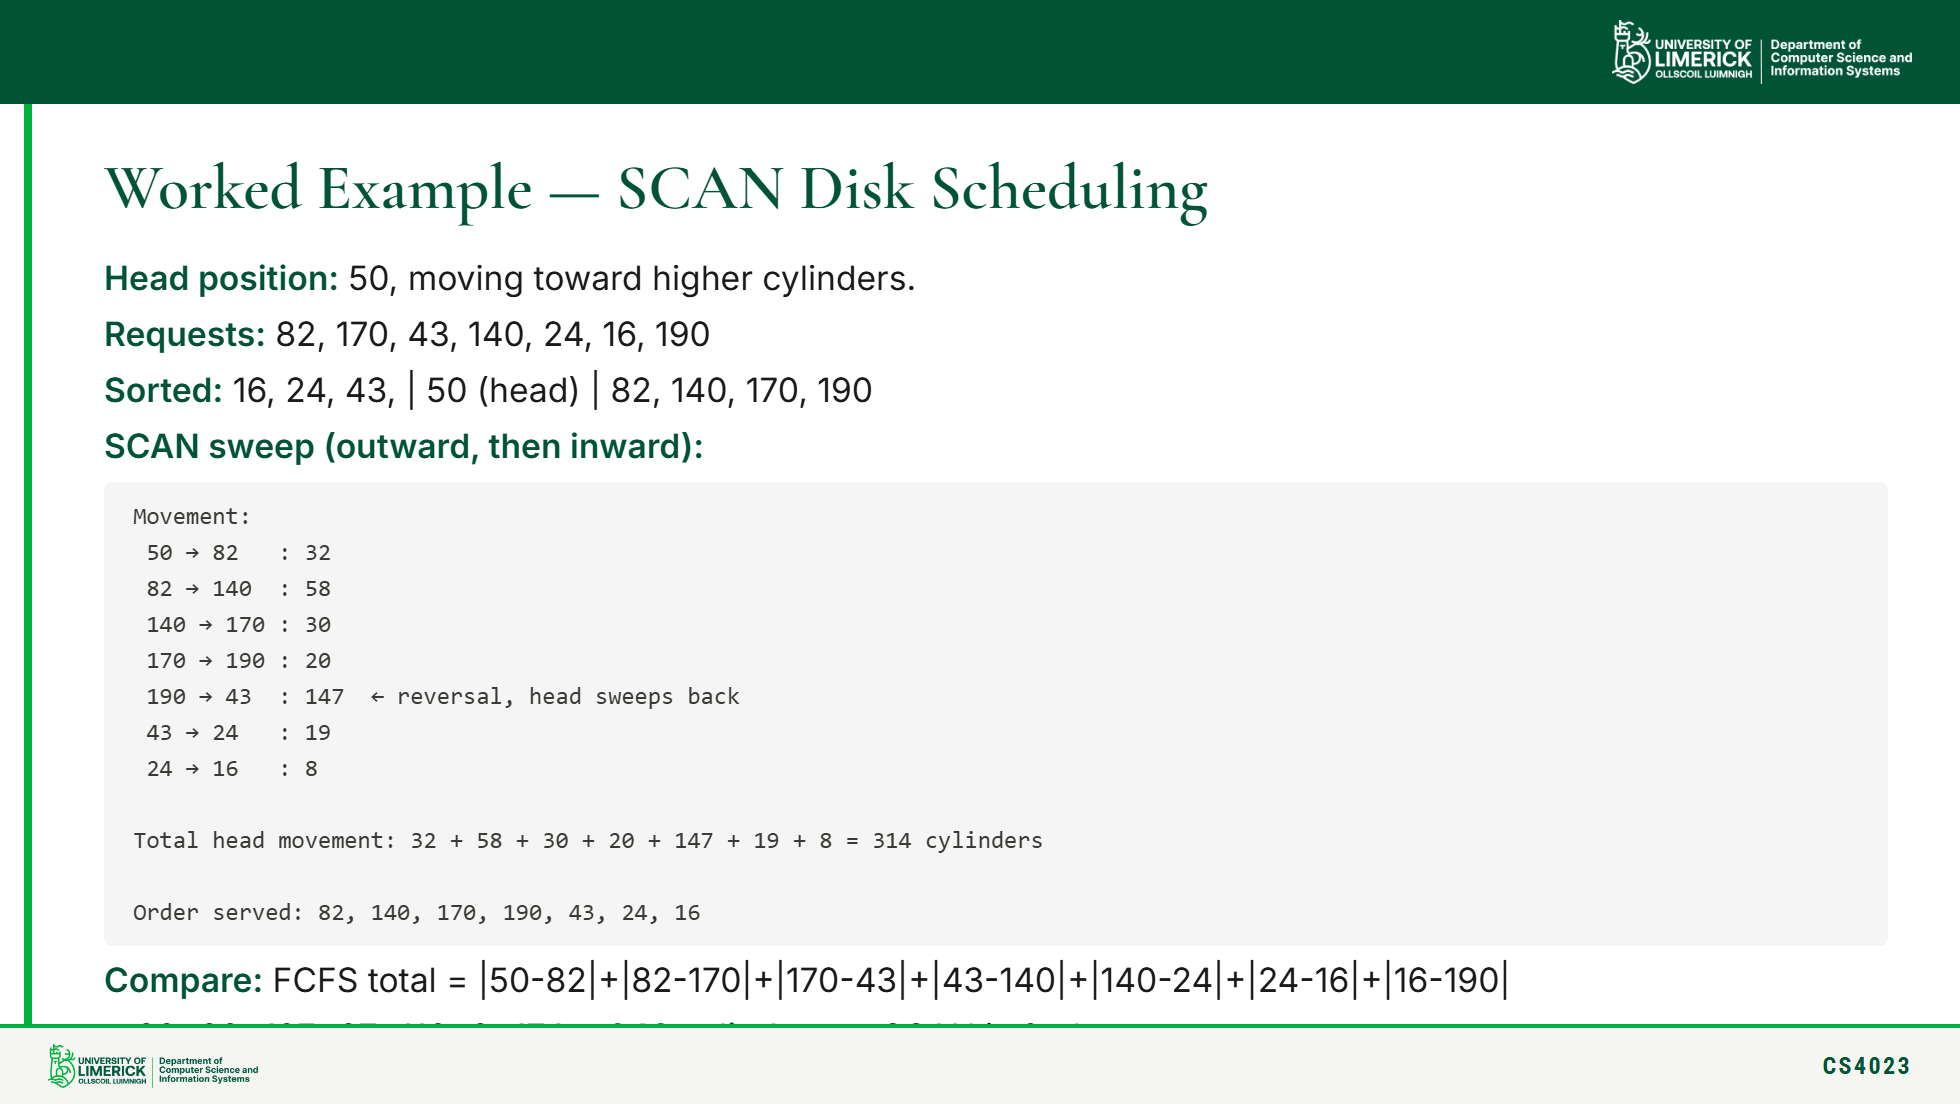 UNIVERSITY OF
LIMERICK
OLLSCOIL LUIMNIGH
Department of
Computer Science and
Information Systems
Worked Example — SCAN Disk Scheduling
Head position: 50, moving toward higher cylinders.
Requests: 82, 170, 43, 140, 24, 16, 190
Sorted: 16, 24, 43, | 50 (head) | 82, 140, 170, 190
SCAN sweep (outward, then inward):
Movement:
50 → 82 : 32
82 → 140 : 58
140 → 170 : 30
170 → 190 : 20
190 → 43 : 147 ← reversal, head sweeps back
43 → 24 : 19
24 → 16 : 8
Total head movement: 32 + 58 + 30 + 20 + 147 + 19 + 8 = 314 cylinders
Order served: 82, 140, 170, 190, 43, 24, 16
Compare: FCFS total = |50-82|+|82-170|+|170-43|+|43-140|+|140-24|+|24-16|+|16-190|
UNIVERSITY OF
LIMERICK
OLLSCOIL LUIMNIGH
Department of
Computer Science and
Information Systems
CS4023